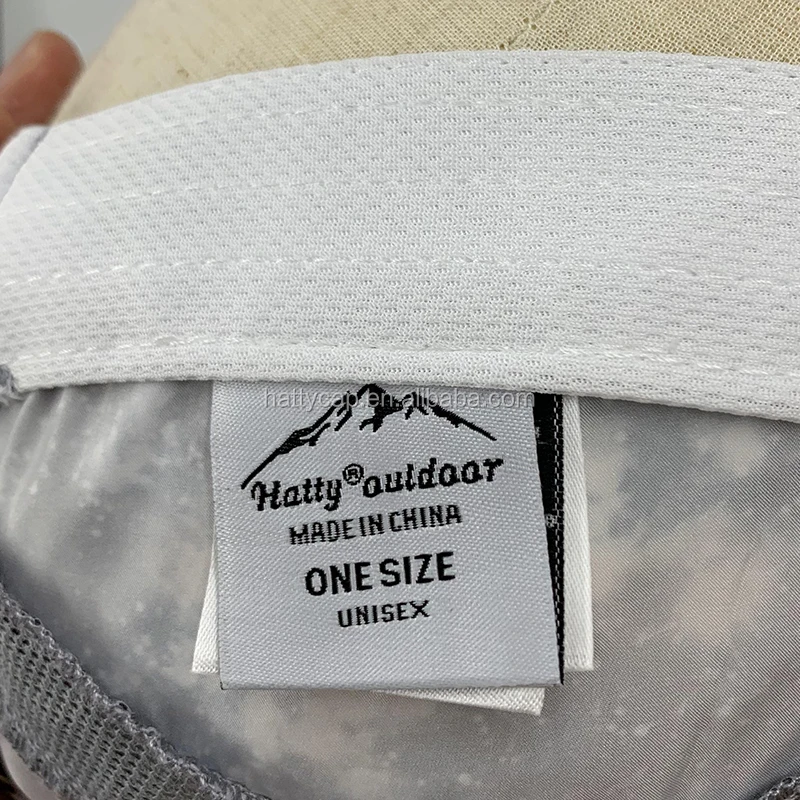 hattycap.en.alibaba.com
Hatty® outdoor
MADE IN CHINA
ONE SIZE
UNISEX